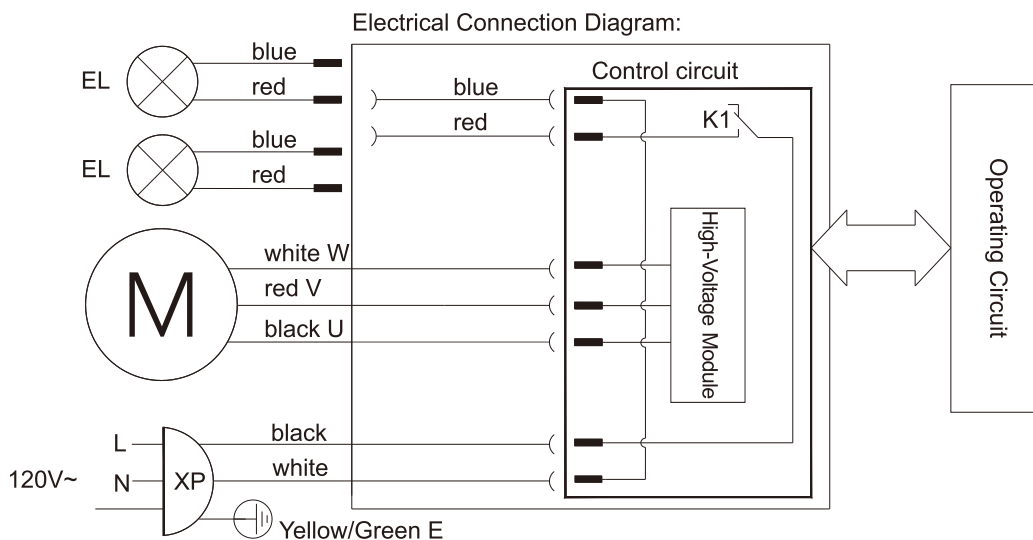 Electrical Connection Diagram:
EL
blue
red
EL
blue
red
blue
red
Control circuit
K1
High-Voltage Module
Operating Circuit
M
white W
red V
black U
120V~
L
N
XP
black
white
Yellow/Green E